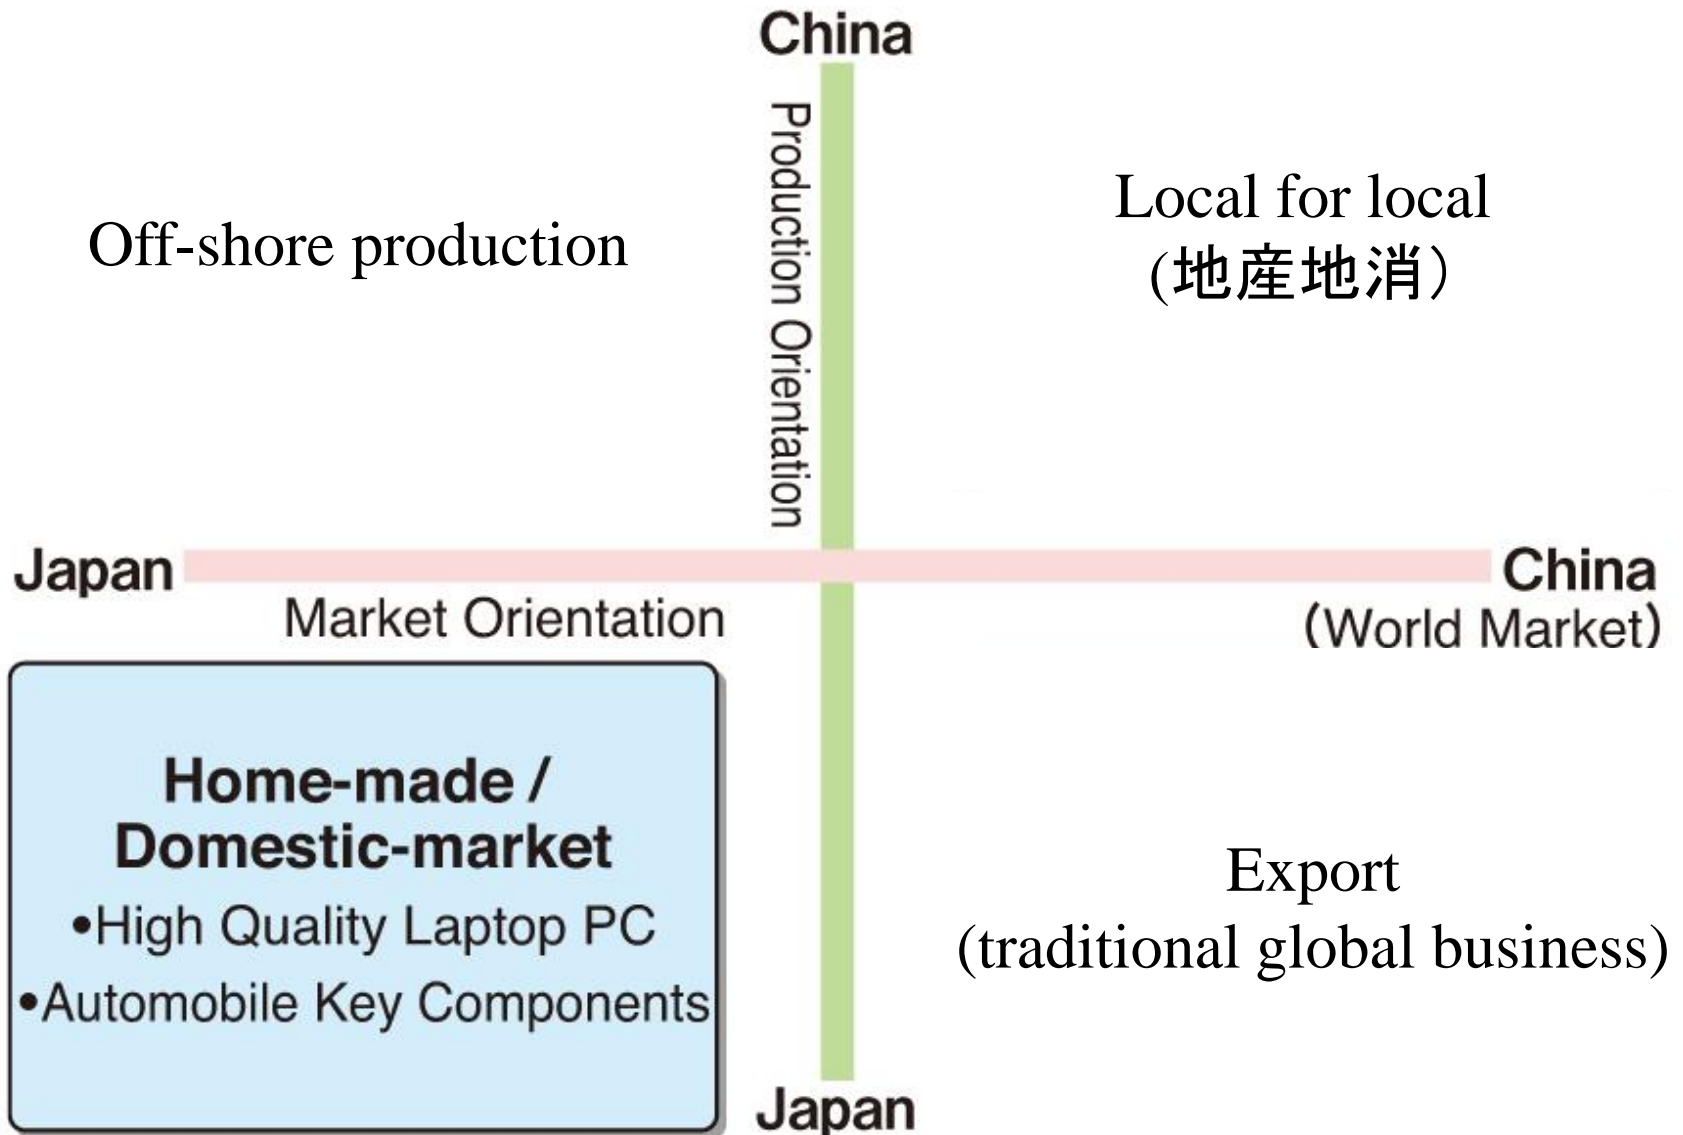 China
Production Orientation
Off-shore production
Local for local
(地産地消）
Japan
China
Market Orientation
(World Market)
Home-made /
Domestic-market
•High Quality Laptop PC
•Automobile Key Components
Export
(traditional global business)
Japan